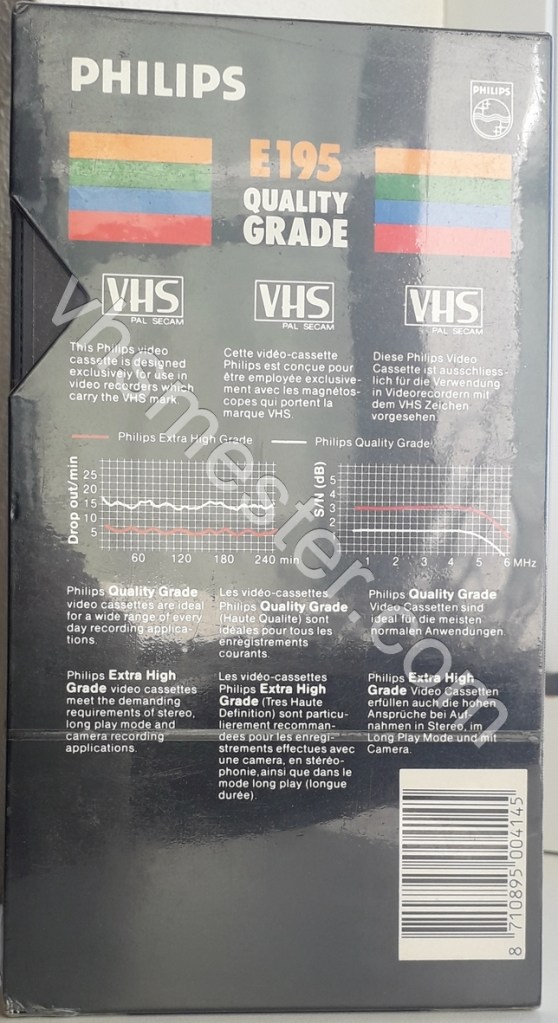 PHILIPS
PHILIPS
E195
QUALITY
GRADE
VHS
PAL SECAM
This Philips video
cassette is designed
exclusively for use in
video recorders which
carry the VHS mark.
VHS
PAL SECAM
Cette vidéo-cassette
Philips est conçue pour
être employée exclusive-
ment avec les magnétos-
copes qui portent la
marque VHS.
VHS
PAL SECAM
Diese Philips Video
Cassette ist ausschliess-
lich für die Verwendung
in Videorecordern mit
dem VHS Zeichen
vorgesehen.
Philips Extra High Grade
Philips Quality Grade
Drop out/min
25
20
15
10
5
60 120 180 240 min
S/N (dB)
5
4
3
2
1 2 3 4 5 6 MHz
Philips Quality Grade
video cassettes are ideal
for a wide range of every
day recording applica-
tions.
Les vidéo-cassettes
Philips Quality Grade
(Haute Qualite) sont
idéales pour tous les
enregistrements
courants.
Philips Quality Grade
Video Cassetten sind
ideal für die meisten
normalen Anwendungen.
Philips Extra High
Grade video cassettes
meet the demanding
requirements of stereo,
long play mode and
camera recording
applications.
Les vidéo-cassettes
Philips Extra High
Grade (Tres Haute
Definition) sont particu-
lierement recomman-
dees pour les enregi-
strements effectues avec
une camera, en stéréo-
phonie,ainsi que dans le
mode long play (longue
durée).
Philips Extra High
Grade Video Cassetten
erfüllen auch die hohen
Ansprüche bei Auf-
nahmen in Stereo, im
Long Play Mode und mit
Camera.
8 710895 004145
vhsmester.com